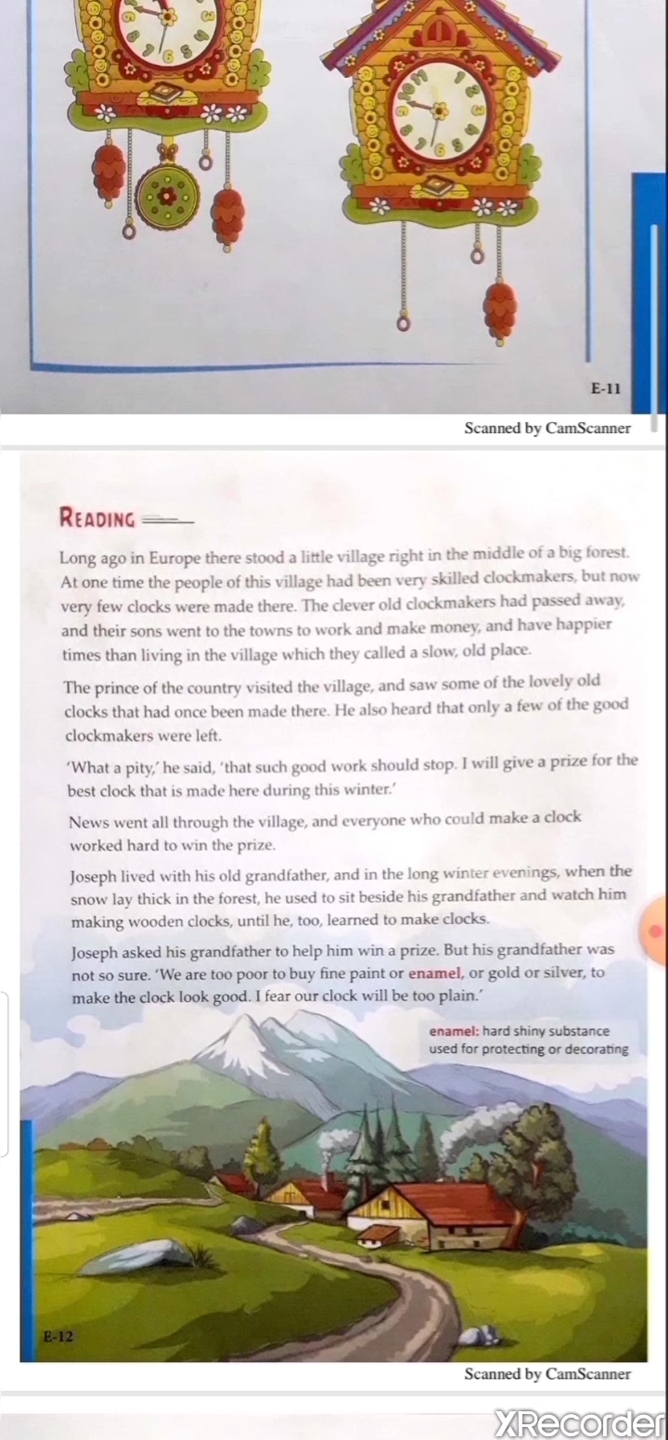 E-11
Scanned by CamScanner
READING
Long ago in Europe there stood a little village right in the middle of a big forest.
At one time the people of this village had been very skilled clockmakers, but now
very few clocks were made there. The clever old clockmakers had passed away,
and their sons went to the towns to work and make money, and have happier
times than living in the village which they called a slow, old place.
The prince of the country visited the village, and saw some of the lovely old
clocks that had once been made there. He also heard that only a few of the good
clockmakers were left.
‘What a pity,’ he said, ‘that such good work should stop. I will give a prize for the
best clock that is made here during this winter.’
News went all through the village, and everyone who could make a clock
worked hard to win the prize.
Joseph lived with his old grandfather, and in the long winter evenings, when the
snow lay thick in the forest, he used to sit beside his grandfather and watch him
making wooden clocks, until he, too, learned to make clocks.
Joseph asked his grandfather to help him win a prize. But his grandfather was
not so sure. ‘We are too poor to buy fine paint or enamel, or gold or silver, to
make the clock look good. I fear our clock will be too plain.’
enamel: hard shiny substance
used for protecting or decorating
E-12
Scanned by CamScanner
XRecorder